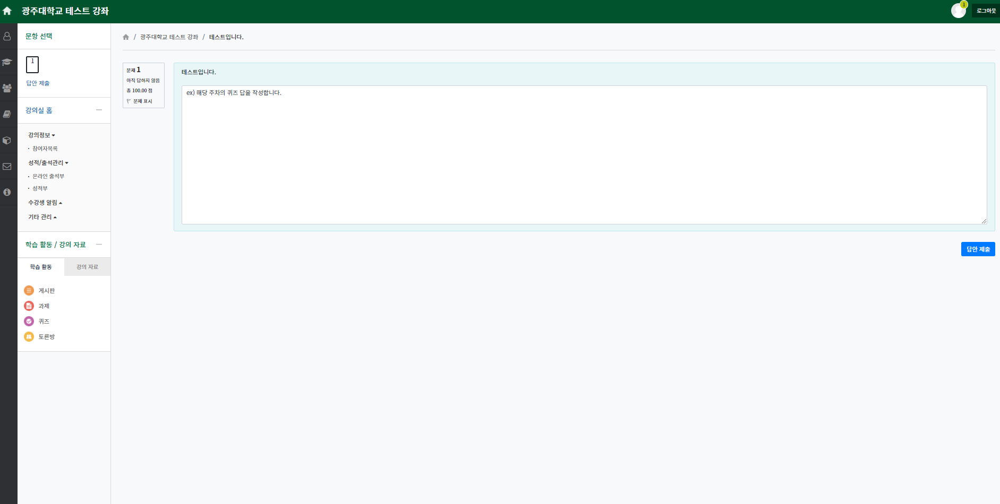 광주대학교 테스트 강좌
1
로그아웃
문항 선택
1
답안 제출
강의실 홈
강의정보
· 참여자목록
성적/출석관리
· 온라인 출석부
· 성적부
수강생 알림
기타 관리
학습 활동 / 강의 자료
학습 활동
강의 자료
게시판
과제
퀴즈
토론방
/ 광주대학교 테스트 강좌 / 테스트입니다.
문제 1
아직 답하지 않음
총 100.00 점
문제 표시
테스트입니다.
ex) 해당 주차의 퀴즈 답을 작성합니다.
답안 제출